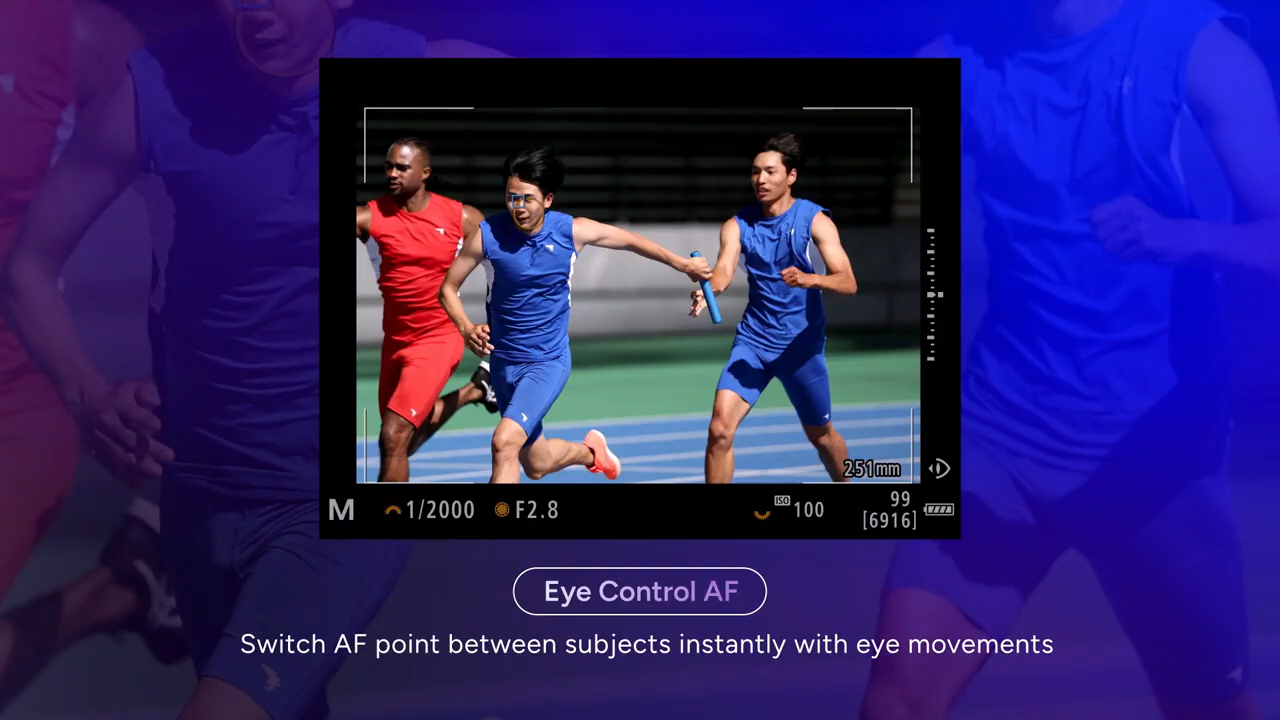 251mm
M 1/2000 F2.8 ISO 100 99 [6916]
Eye Control AF
Switch AF point between subjects instantly with eye movements